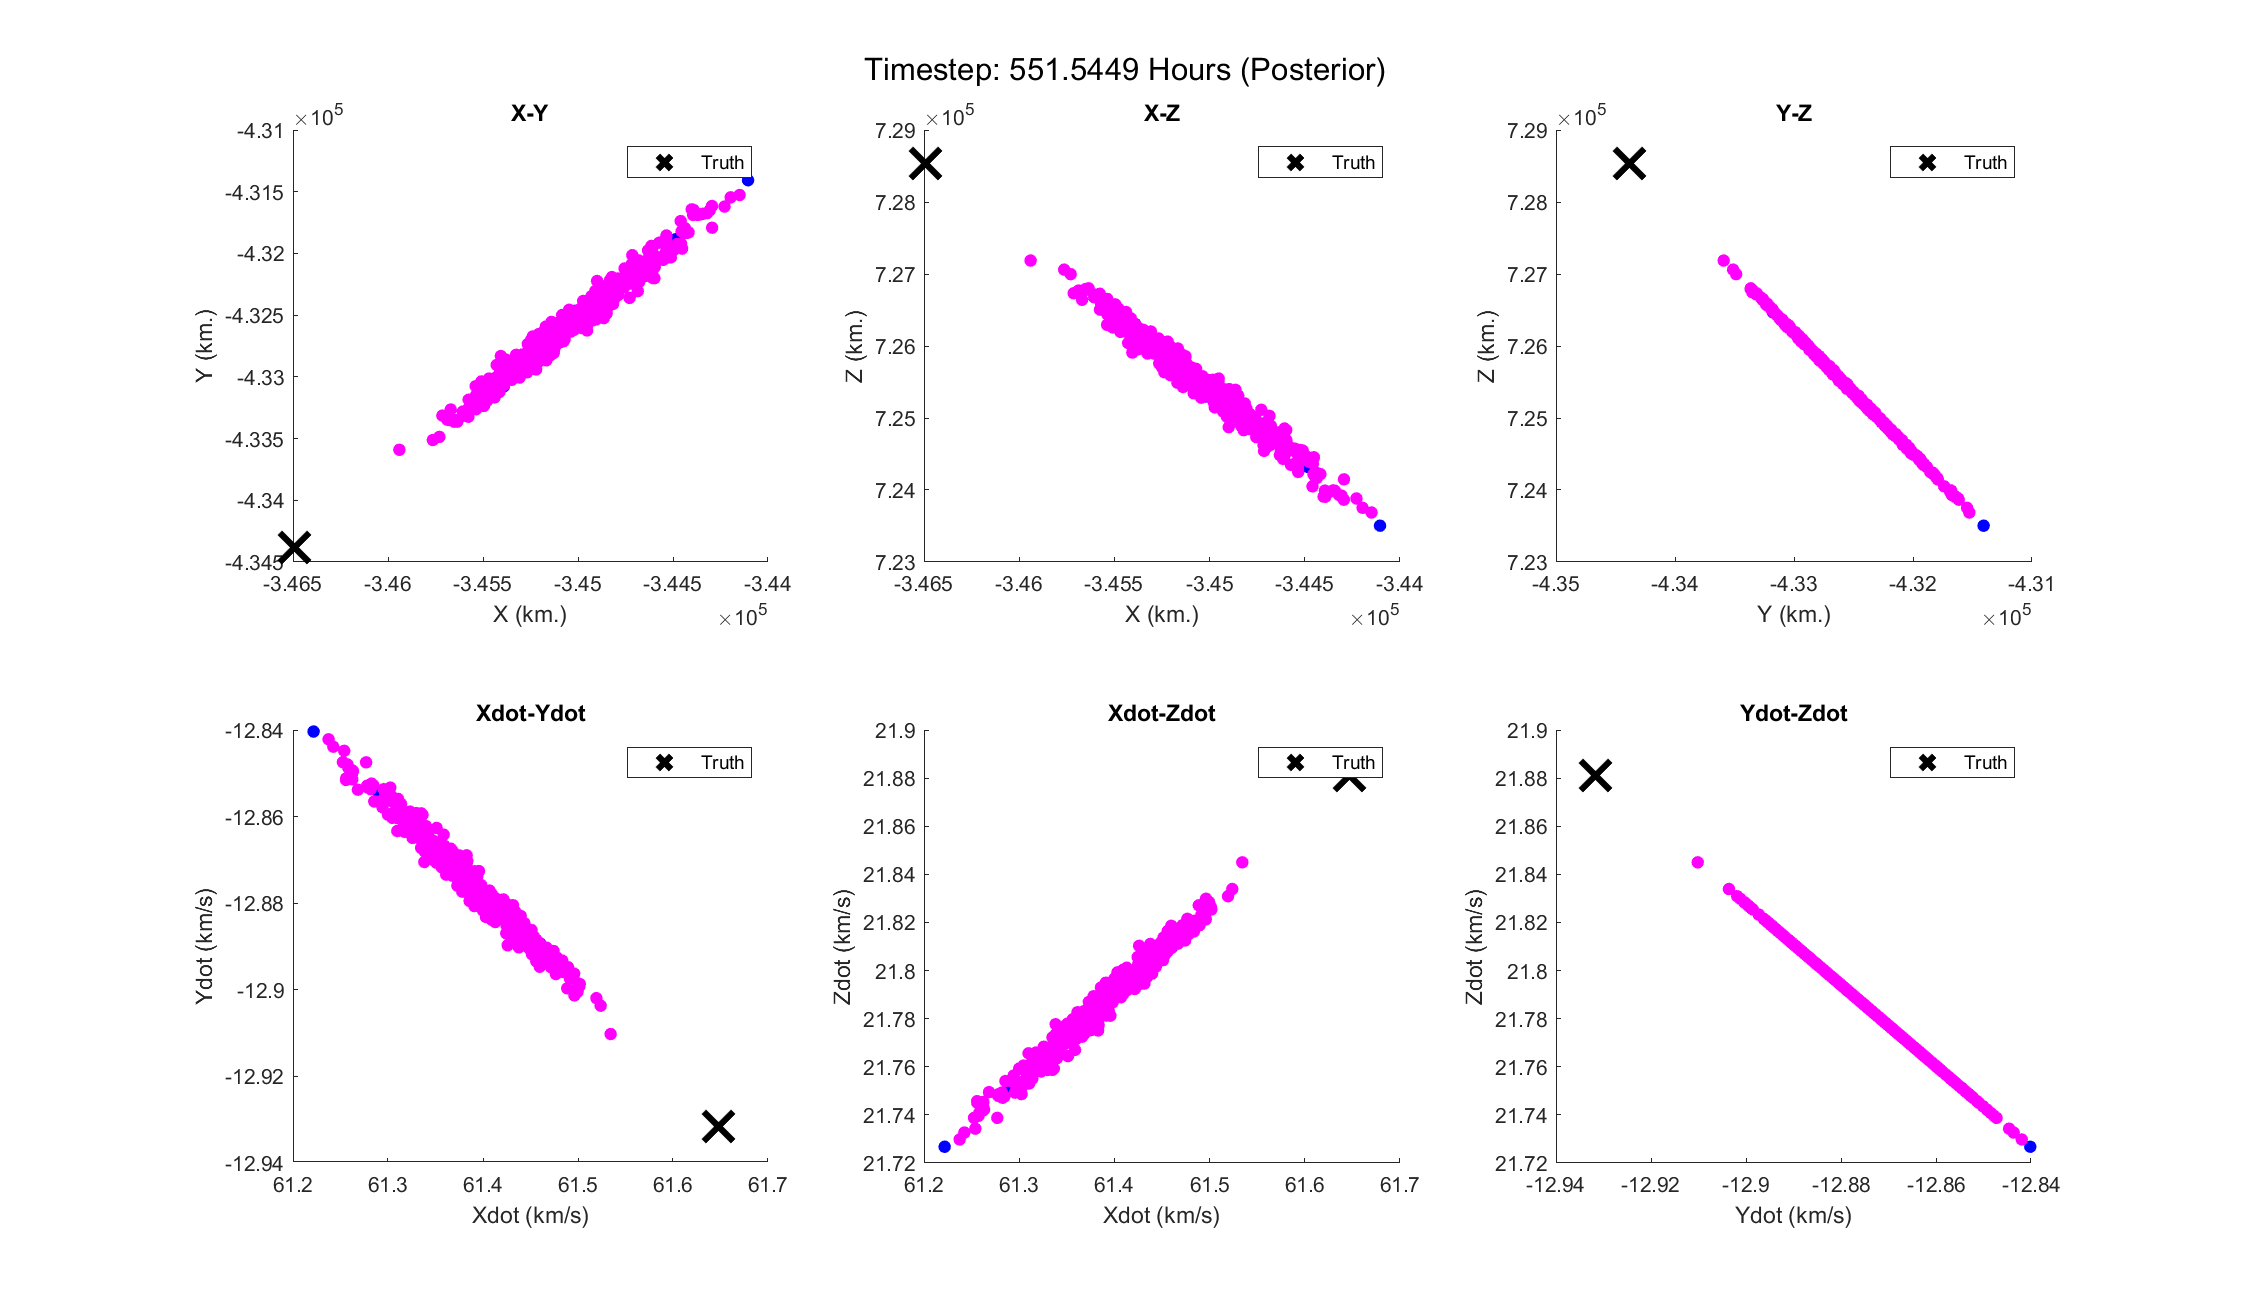 Timestep: 551.5449 Hours (Posterior)
X-Y
×10^5
-4.31
-4.315
-4.32
-4.325
-4.33
-4.335
-4.34
-4.345
Y (km.)
Truth
-3.465 -3.46 -3.455 -3.45 -3.445 -3.44
X (km.)
×10^5
X-Z
×10^5
7.29
7.28
7.27
7.26
7.25
7.24
7.23
Z (km.)
Truth
-3.465 -3.46 -3.455 -3.45 -3.445 -3.44
X (km.)
×10^5
Y-Z
×10^5
7.29
7.28
7.27
7.26
7.25
7.24
7.23
Z (km.)
Truth
-4.35 -4.34 -4.33 -4.32 -4.31
Y (km.)
×10^5
Xdot-Ydot
-12.84
-12.86
-12.88
-12.9
-12.92
-12.94
Ydot (km/s)
Truth
61.2 61.3 61.4 61.5 61.6 61.7
Xdot (km/s)
Xdot-Zdot
21.9
21.88
21.86
21.84
21.82
21.8
21.78
21.76
21.74
21.72
Zdot (km/s)
Truth
61.2 61.3 61.4 61.5 61.6 61.7
Xdot (km/s)
Ydot-Zdot
21.9
21.88
21.86
21.84
21.82
21.8
21.78
21.76
21.74
21.72
Zdot (km/s)
Truth
-12.94 -12.92 -12.9 -12.88 -12.86 -12.84
Ydot (km/s)